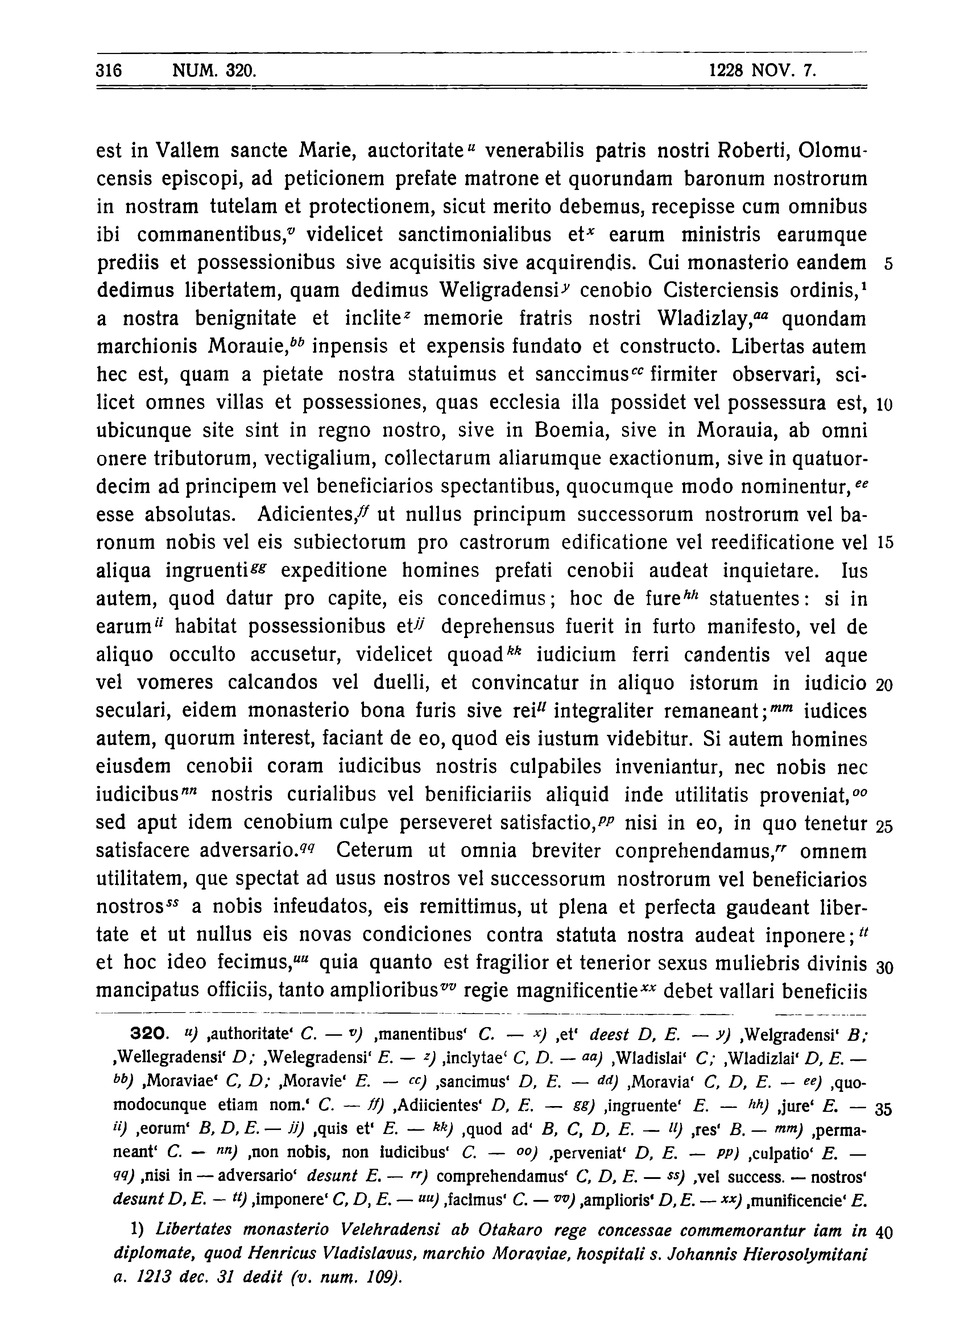 316 NUM. 320. 1228 NOV. 7.
est in Vallem sancte Marie, auctoritate u venerabilis patris nostri Roberti, Olomu-
censis episcopi, ad peticionem prefate matrone et quorundam baronum nostrorum
in nostram tutelam et protectionem, sicut merito debemus, recepisse cum omnibus
ibi commanentibus, v videlicet sanctimonialibus et x earum ministris earumque
prediis et possessionibus sive acquisitis sive acquirendis. Cui monasterio eandem 5
dedimus libertatem, quam dedimus Weligradensi y cenobio Cisterciensis ordinis, 1
a nostra benignitate et inclite z memorie fratris nostri Wladizlay, aa quondam
marchionis Morauie, bb inpensis et expensis fundato et constructo. Libertas autem
hec est, quam a pietate nostra statuimus et sanccimus cc firmiter observari, sci-
licet omnes villas et possessiones, quas ecclesia illa possidet vel possessura est, 10
ubicunque site sint in regno nostro, sive in Boemia, sive in Morauia, ab omni
onere tributorum, vectigalium, collectarum aliarumque exactionum, sive in quatuor-
decim ad principem vel beneficiarios spectantibus, quocumque modo nominentur, ee
esse absolutas. Adicientes, ff ut nullus principum successorum nostrorum vel ba-
ronum nobis vel eis subiectorum pro castrorum edificatione vel reedificatione vel 15
aliqua ingruenti gg expeditione homines prefati cenobii audeat inquietare. Ius
autem, quod datur pro capite, eis concedimus; hoc de fure hh statuentes: si in
earum ii habitat possessionibus et jj deprehensus fuerit in furto manifesto, vel de
aliquo occulto accusetur, videlicet quoad kk iudicium ferri candentis vel aque
vel vomeres calcandos vel duelli, et convincatur in aliquo istorum in iudicio 20
seculari, eidem monasterio bona furis sive rei ll integraliter remaneant; mm iudices
autem, quorum interest, faciant de eo, quod eis iustum videbitur. Si autem homines
eiusdem cenobii coram iudicibus nostris culpabiles inveniantur, nec nobis nec
iudicibus nn nostris curialibus vel benificiariis aliquid inde utilitatis proveniat, oo
sed aput idem cenobium culpe perseveret satisfactio, pp nisi in eo, in quo tenetur 25
satisfacere adversario. qq Ceterum ut omnia breviter conprehendamus, rr omnem
utilitatem, que spectat ad usus nostros vel successorum nostrorum vel beneficiarios
nostros ss a nobis infeudatos, eis remittimus, ut plena et perfecta gaudeant liber-
tate et ut nullus eis novas condiciones contra statuta nostra audeat inponere; tt
et hoc ideo fecimus, uu quia quanto est fragilior et tenerior sexus muliebris divinis 30
mancipatus officiis, tanto amplioribus vv regie magnificentie xx debet vallari beneficiis
320. u) ‚authoritate‘ C. — v) ‚manentibus‘ C. — x) ‚et‘ deest D, E. — y) ‚Welgradensi‘ B;
‚Wellegradensi‘ D; ‚Welegradensi‘ E. — z) ‚inclytae‘ C, D. — aa) ‚Wladislai‘ C; ‚Wladizlai‘ D, E. —
bb) ‚Moraviae‘ C, D; ‚Moravie‘ E. — cc) ‚sancimus‘ D, E. — dd) ‚Moravia‘ C, D, E. — ee) ‚quo-
modocunque etiam nom.‘ C. — ff) ‚Adiicientes‘ D, E. — gg) ‚ingruente‘ E. — hh) ‚jure‘ E. — 35
ii) ‚eorum‘ B, D, E. — jj) ‚quis et‘ E. — kk) ‚quod ad‘ B, C, D, E. — ll) ‚res‘ B. — mm) ‚perma-
neant‘ C. — nn) ‚non nobis, non iudicibus‘ C. — oo) ‚perveniat‘ D, E. — pp) ‚culpatio‘ E. —
qq) ‚nisi in — adversario‘ desunt E. — rr) comprehendamus‘ C, D, E. — ss) ‚vel success. — nostros‘
desunt D, E. — tt) ‚imponere‘ C, D, E. — uu) ‚facimus‘ C. — vv) ‚amplioris‘ D, E. — xx) ‚munificencie‘ E.
1) Libertates monasterio Velehradensi ab Otakaro rege concessae commemorantur iam in 40
diplomate, quod Henricus Vladislavus, marchio Moraviae, hospitali s. Johannis Hierosolymitani
a. 1213 dec. 31 dedit (v. num. 109).